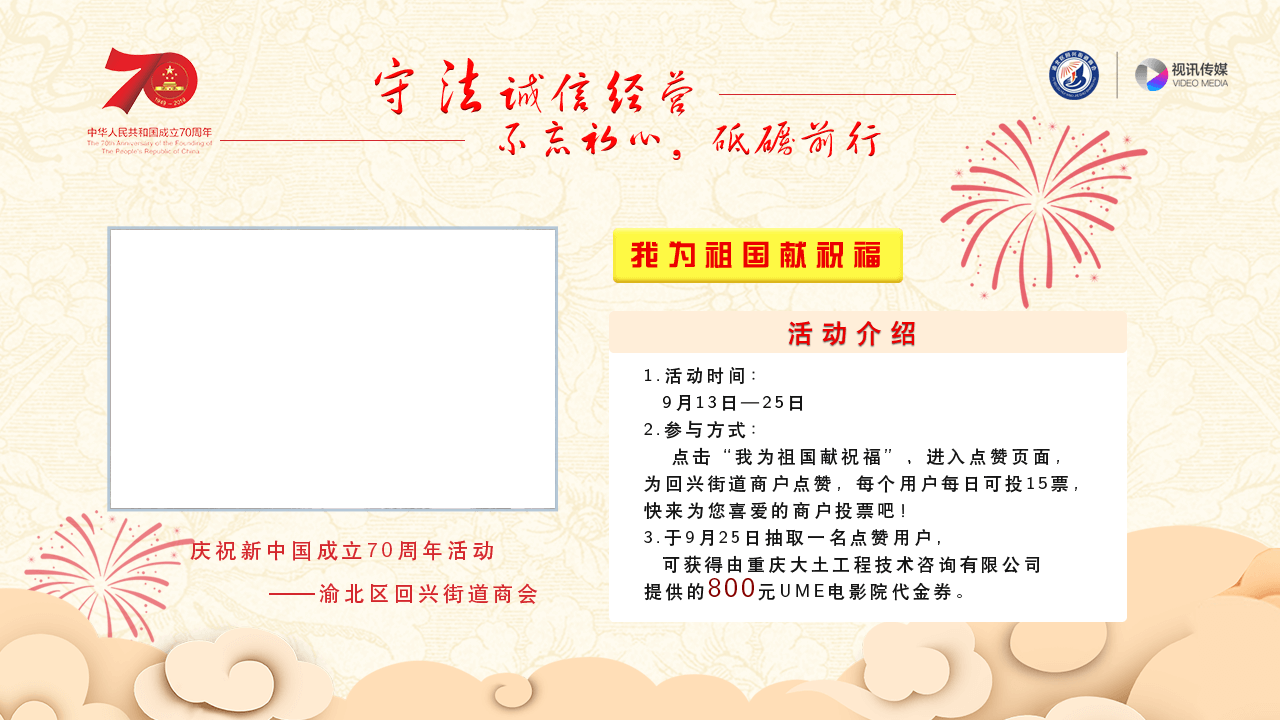 守法诚信经营
不忘初心，砥砺前行
中华人民共和国成立70周年
The 70th Anniversary of the Founding of
The People's Republic of China
1949-2019
视讯传媒
VIDEO MEDIA
我为祖国献祝福
活动介绍
1.活动时间：
9月13日—25日
2.参与方式：
点击“我为祖国献祝福”，进入点赞页面，
为回兴街道商户点赞，每个用户每日可投15票，
快来为您喜爱的商户投票吧！
3.于9月25日抽取一名点赞用户，
可获得由重庆大土工程技术咨询有限公司
提供的800元UME电影院代金券。
庆祝新中国成立70周年活动
——渝北区回兴街道商会